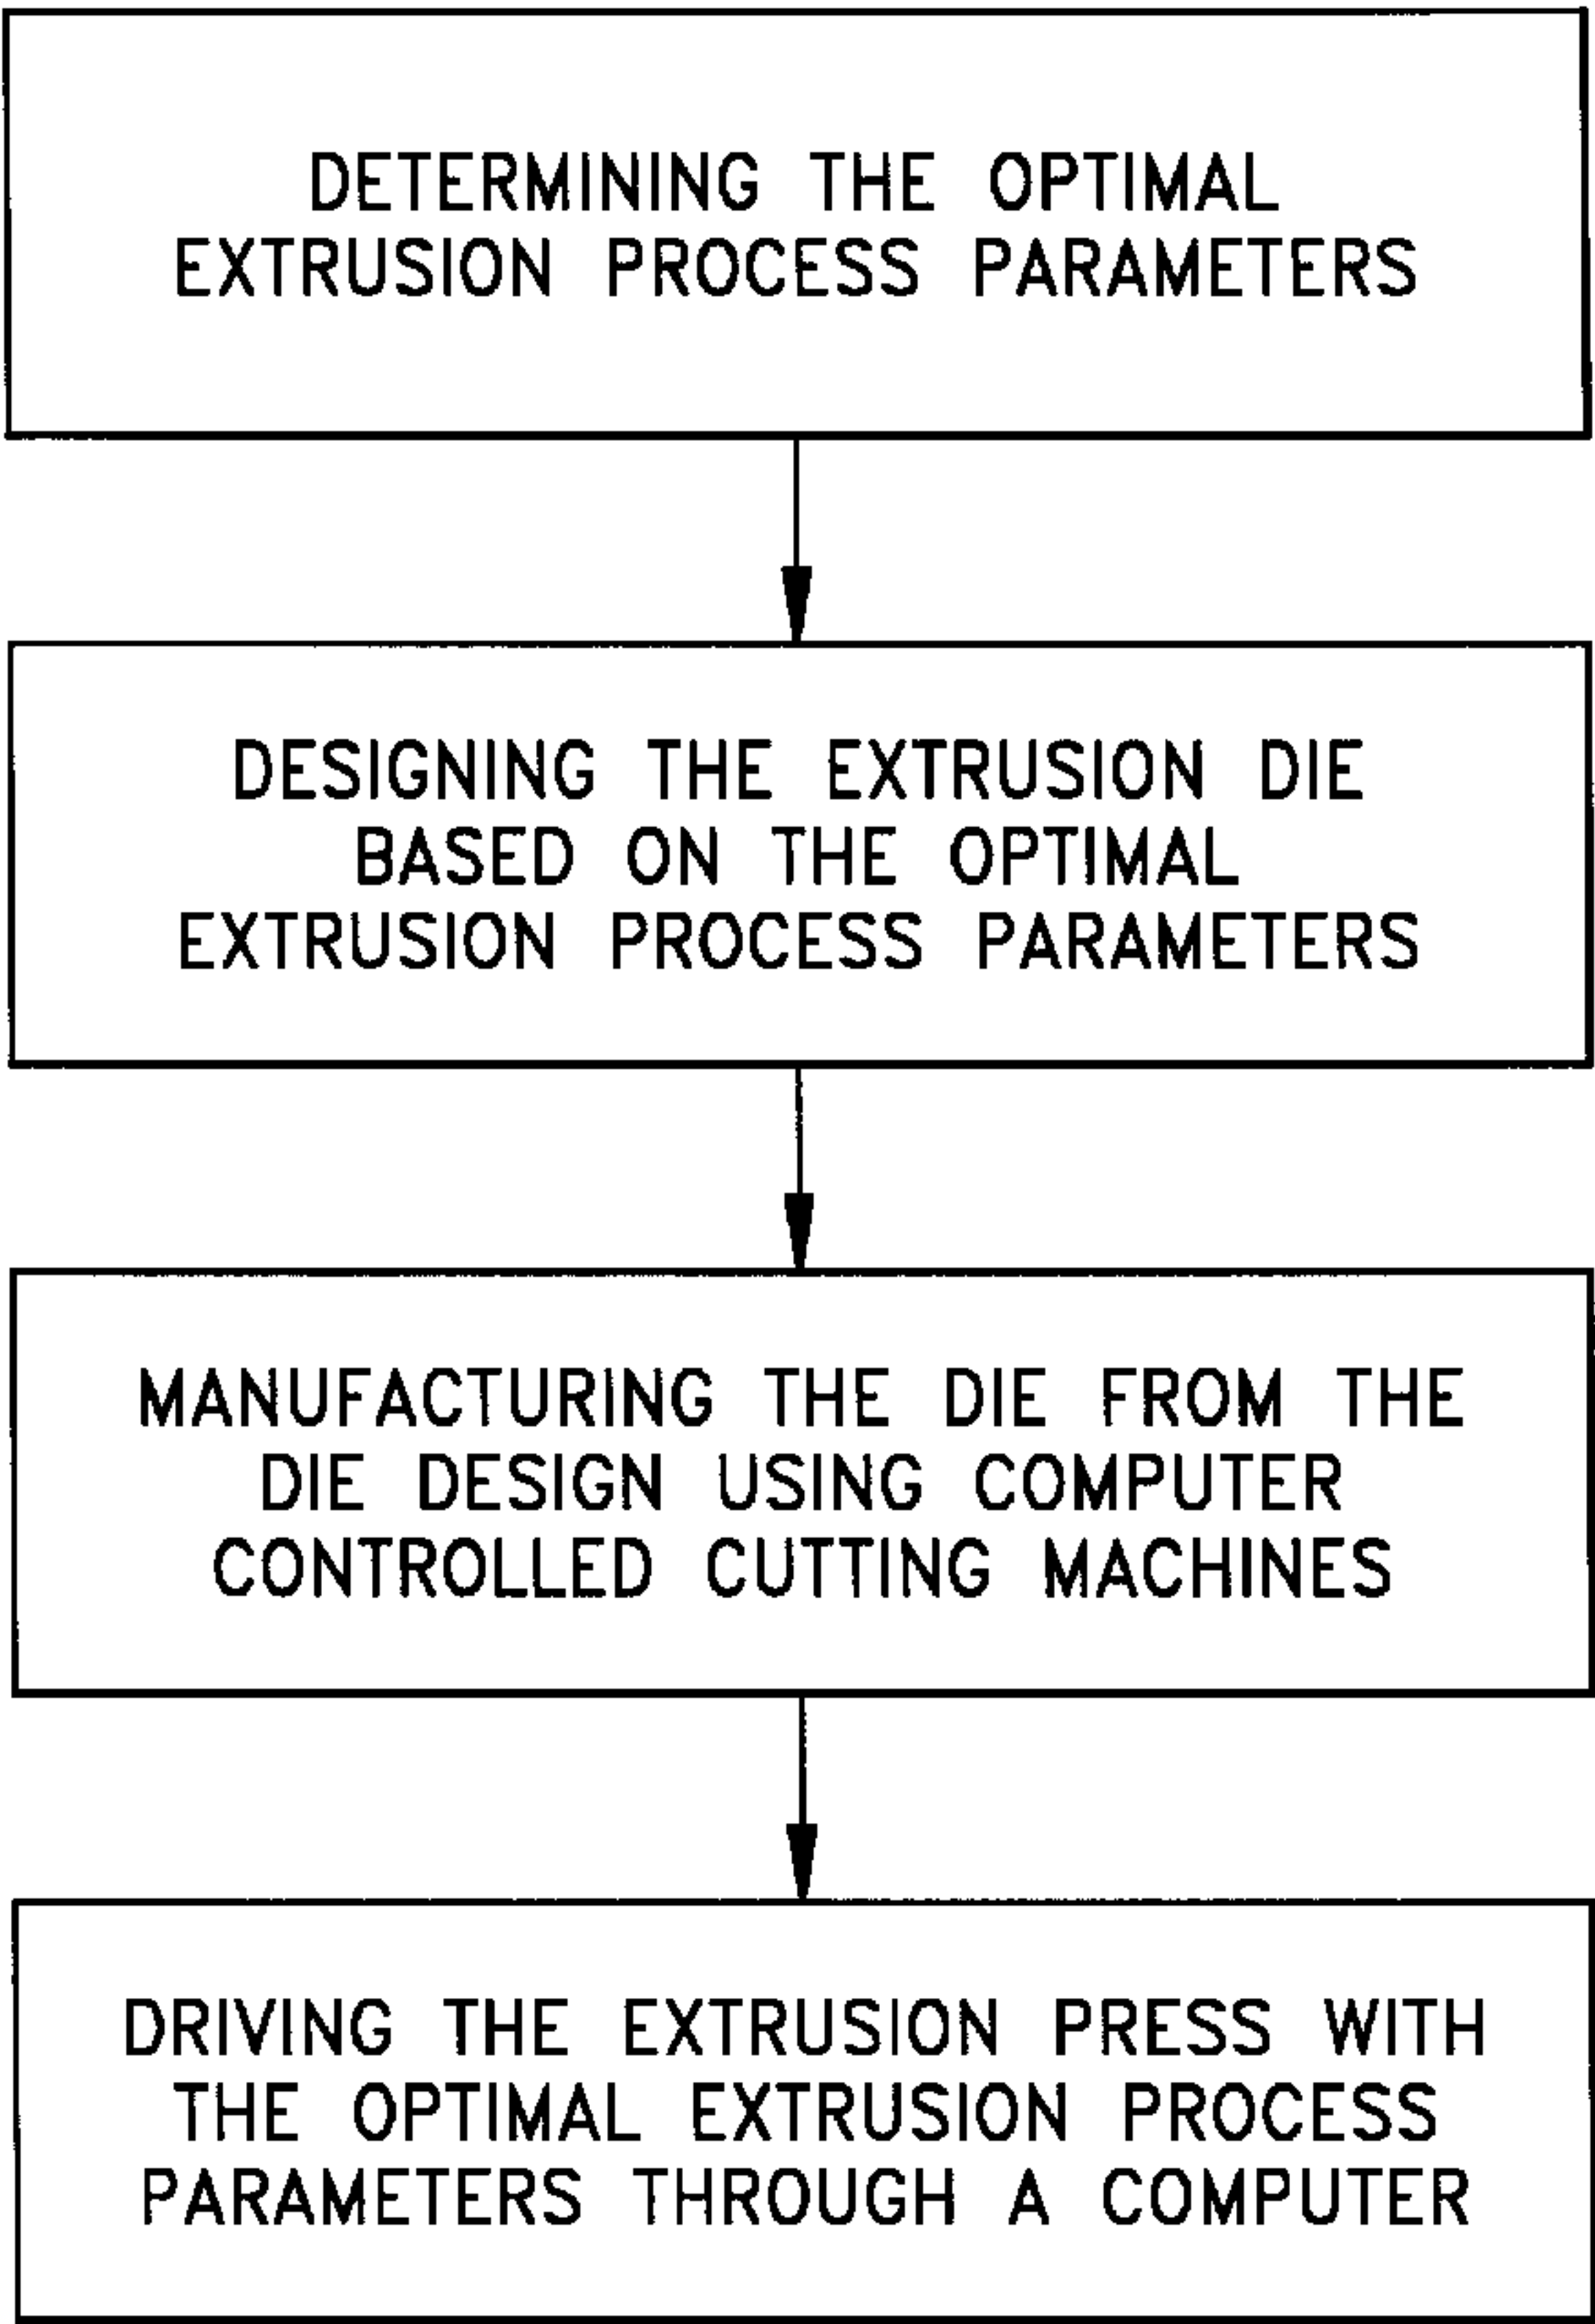 DETERMINING THE OPTIMAL
EXTRUSION PROCESS PARAMETERS
DESIGNING THE EXTRUSION DIE
BASED ON THE OPTIMAL
EXTRUSION PROCESS PARAMETERS
MANUFACTURING THE DIE FROM THE
DIE DESIGN USING COMPUTER
CONTROLLED CUTTING MACHINES
DRIVING THE EXTRUSION PRESS WITH
THE OPTIMAL EXTRUSION PROCESS
PARAMETERS THROUGH A COMPUTER